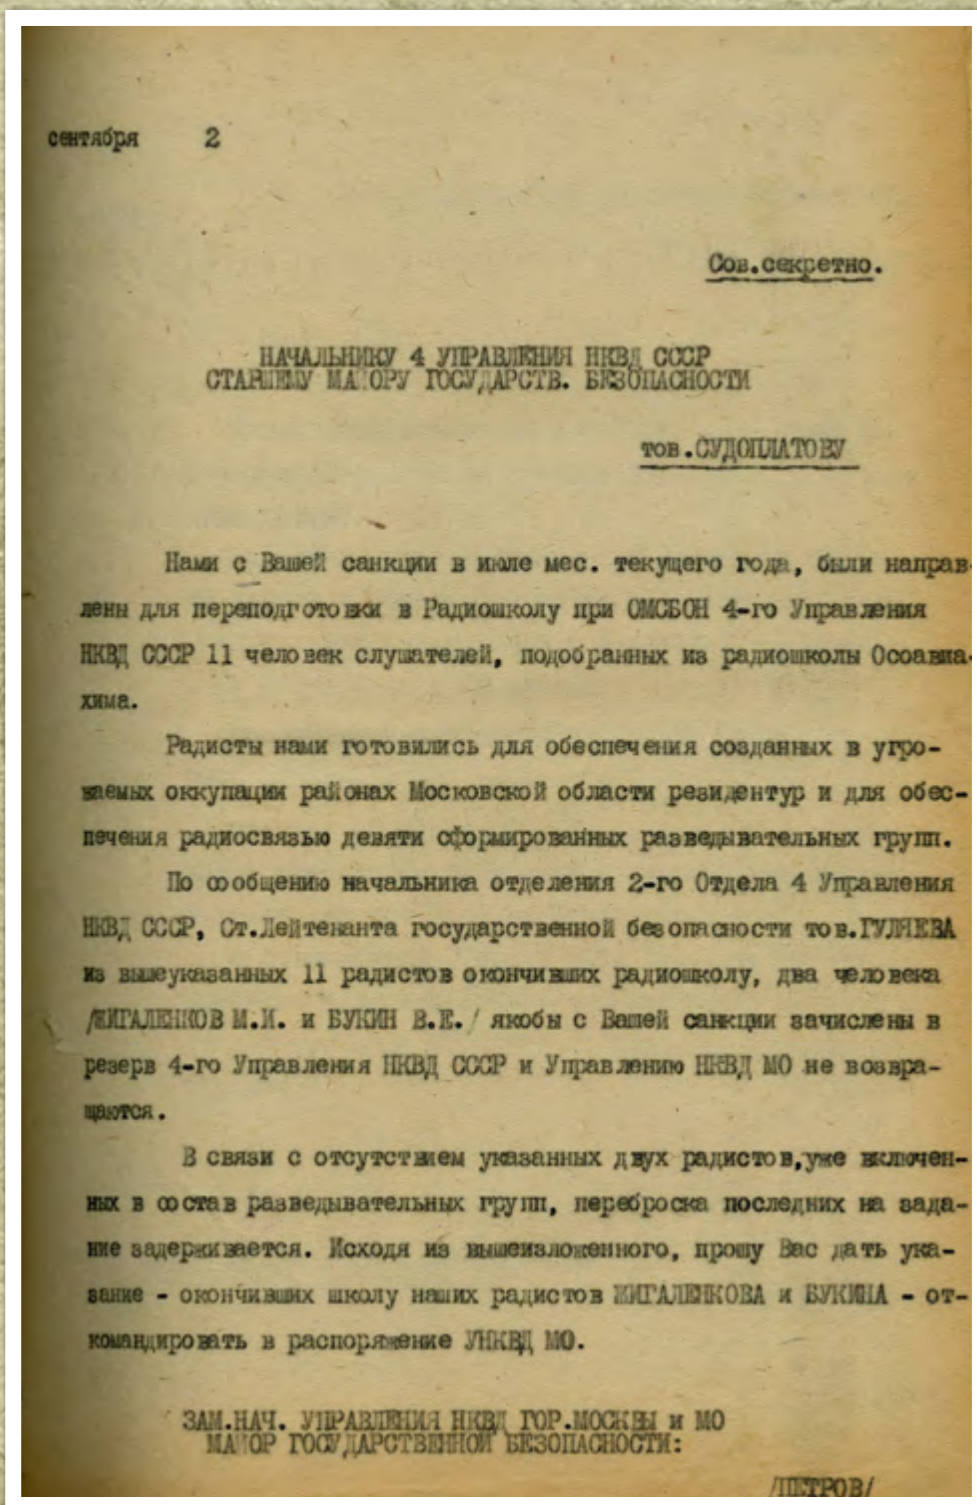 сентября 2
Сов.секретно.
НАЧАЛЬНИКУ 4 УПРАВЛЕНИЯ НКВД СССР
СТАРШЕМУ МАЙОРУ ГОСУДАРСТВ. БЕЗОПАСНОСТИ
тов.СУДОПЛАТОВУ
Нами с Вашей санкции в июле мес. текущего года, были направ-
лены для переподготовки в Радиошколу при ОМСБОН 4-го Управления
НКВД СССР 11 человек слушателей, подобранных из радиошколы Осоавиа-
хима.
Радисты нами готовились для обеспечения созданных в угро-
жаемых оккупации районах Московской области резидентур и для обес-
печения радиосвязью девяти сформированных разведывательных групп.
По сообщению начальника отделения 2-го Отдела 4 Управления
НКВД СССР, Ст.Лейтенанта государственной безопасности тов.ГУЛЯЕВА
из вышеуказанных 11 радистов окончивших радиошколу, два человека
/ЖИГАЛЕНКОВ М.И. и БУКИН В.Е./ якобы с Вашей санкции зачислены в
резерв 4-го Управления НКВД СССР и Управлению НКВД МО не возвра-
щаются.
В связи с отсутствием указанных двух радистов,уже включен-
ных в состав разведывательных групп, переброска последних на зада-
ние задерживается. Исходя из вышеизложенного, прошу Вас дать ука-
зание - окончивших школу наших радистов ЖИГАЛЕНКОВА и БУКИНА - от-
командировать в распоряжение УНКВД МО.
ЗАМ.НАЧ. УПРАВЛЕНИЯ НКВД ГОР.МОСКВЫ и МО
МАЙОР ГОСУДАРСТВЕННОЙ БЕЗОПАСНОСТИ:
/ПЕТРОВ/